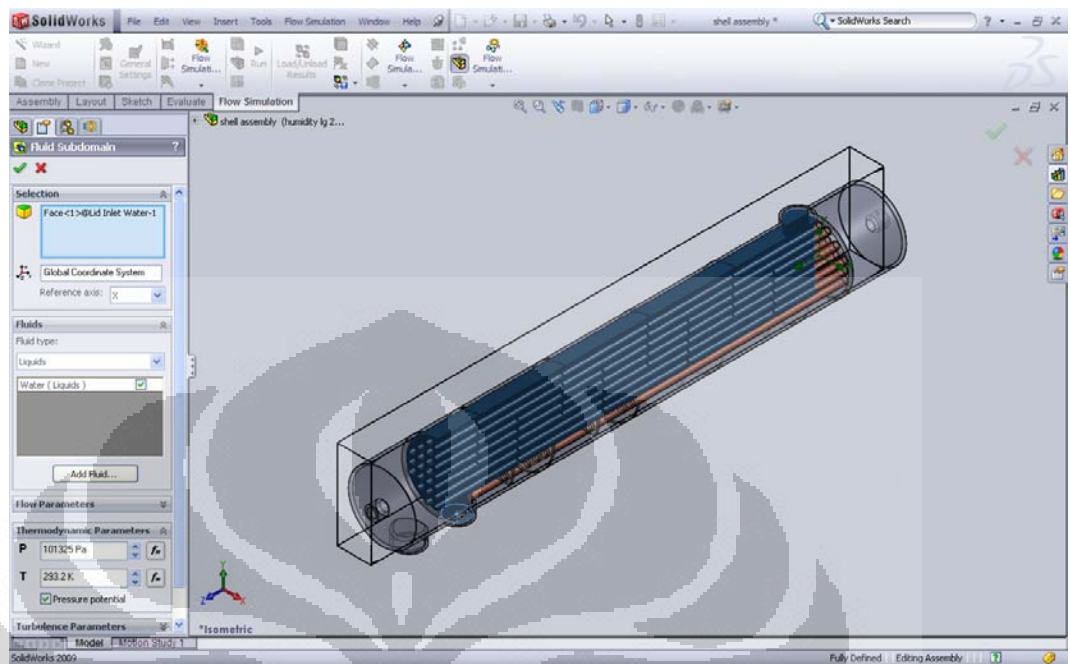 SolidWorks File Edit View Insert Tools Flow Simulation Window Help shell assembly * SolidWorks Search ?
Wizard
New
Clone Project
General Settings
Flow Simulati...
Run
Load/Unload Results
Flow Simula...
Flow Simulati...
Assembly Layout Sketch Evaluate Flow Simulation
shell assembly (humidity lg 2...
Fluid Subdomain ?
Selection
Face<1>@Lid Inlet Water-1
Global Coordinate System
Reference axis: X
Fluids
Fluid type:
Liquids
Water ( Liquids )
Add Fluid...
Flow Parameters
Thermodynamic Parameters
P 101325 Pa
T 293.2 K
Pressure potential
Turbulence Parameters
Y
Z X
*Isometric
Model Motion Study 1
SolidWorks 2009 Fully Defined Editing Assembly